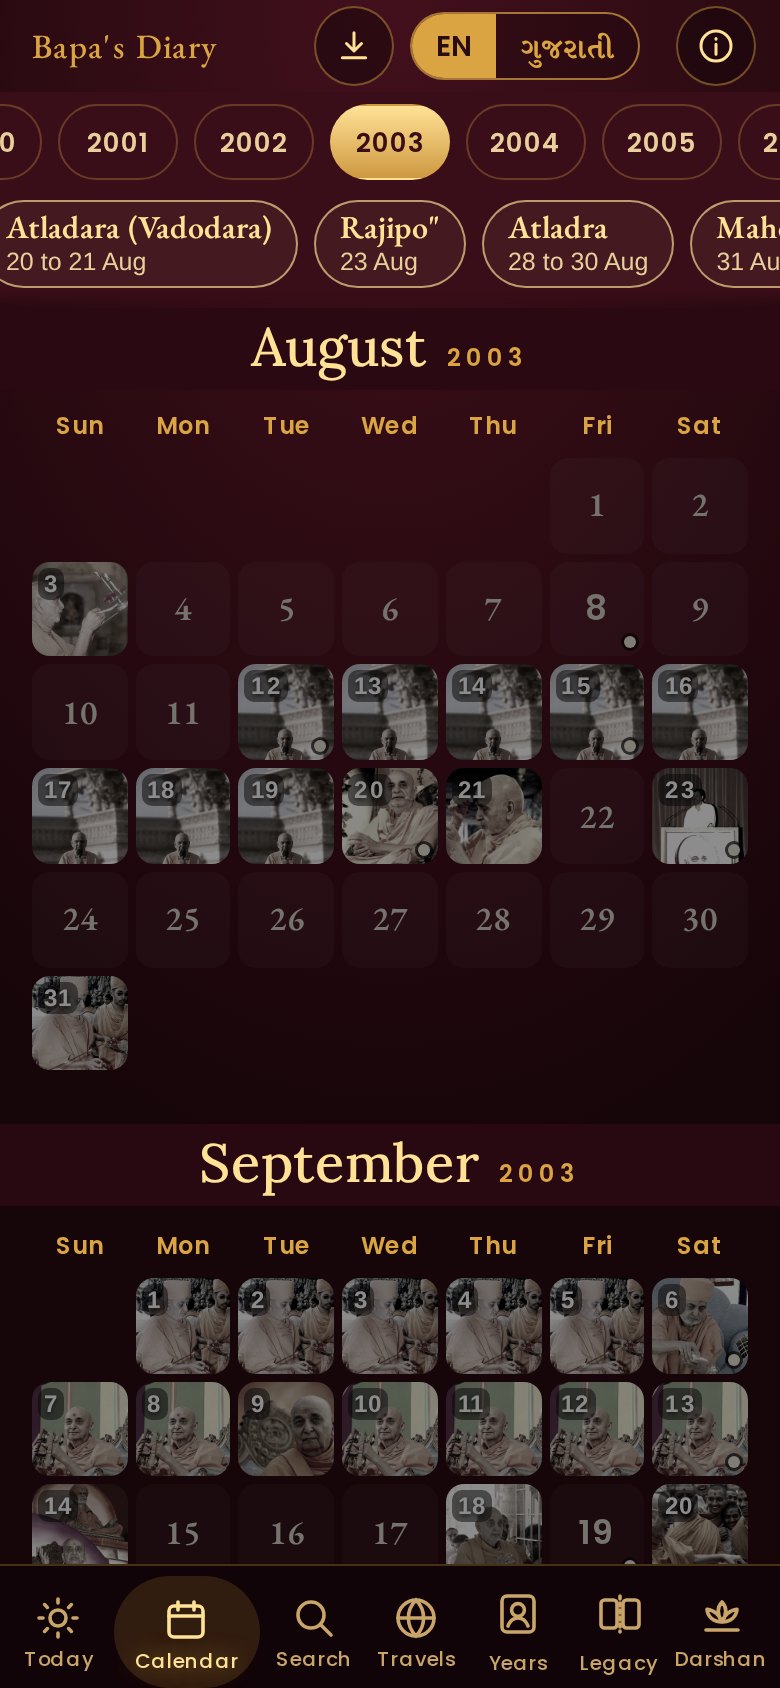 Bapa's Diary
EN ગુજરાતી
0 2001 2002 2003 2004 2005 2
Atladara (Vadodara) Rajipo" Atladra Mah
20 to 21 Aug 23 Aug 28 to 30 Aug 31 Au
August 2003
Sun Mon Tue Wed Thu Fri Sat
1 2
3 4 5 6 7 8 9
10 11 12 13 14 15 16
17 18 19 20 21 22 23
24 25 26 27 28 29 30
31
September 2003
Sun Mon Tue Wed Thu Fri Sat
1 2 3 4 5 6
7 8 9 10 11 12 13
14 15 16 17 18 19 20
Today Calendar Search Travels Years Legacy Darshan